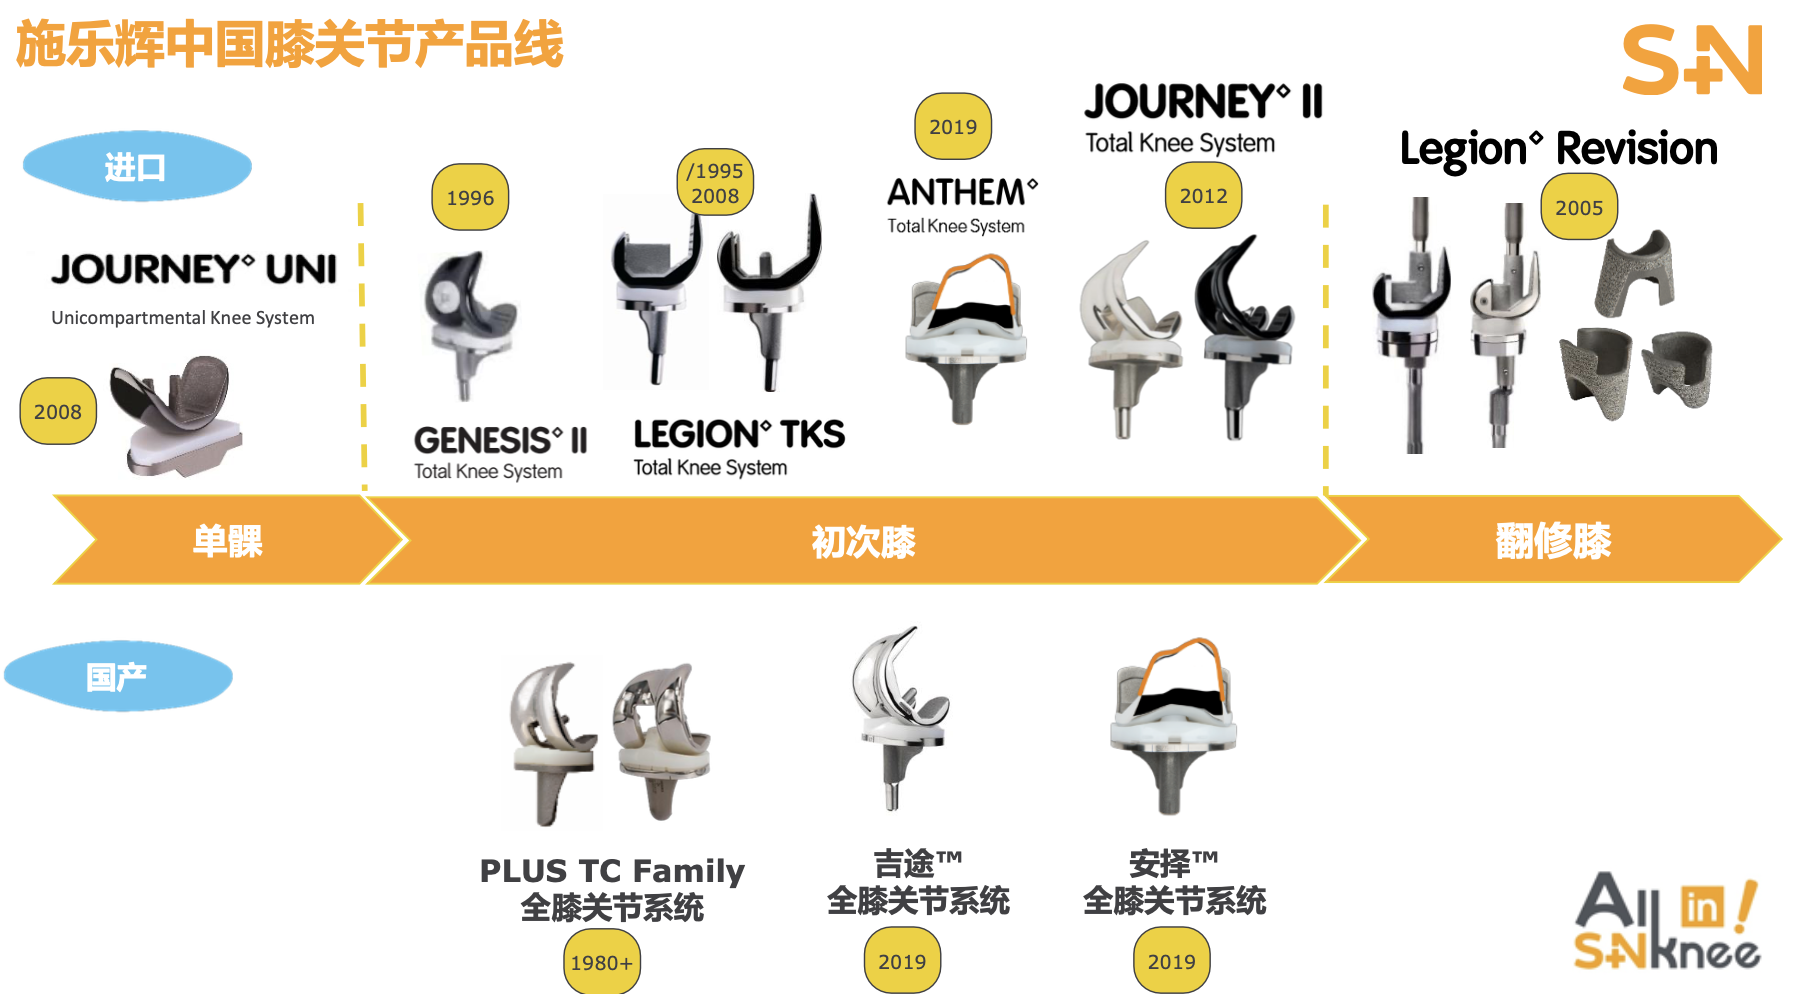 施乐辉中国膝关节产品线
S+N
进口
JOURNEY◇ UNI
Unicompartmental Knee System
2008
1996
GENESIS◇ II
Total Knee System
/1995
2008
LEGION◇ TKS
Total Knee System
2019
ANTHEM◇
Total Knee System
JOURNEY◇ II
Total Knee System
2012
Legion◇ Revision
2005
单髁
初次膝
翻修膝
国产
PLUS TC Family
全膝关节系统
1980+
吉途™
全膝关节系统
2019
安择™
全膝关节系统
2019
All in!
S+N knee